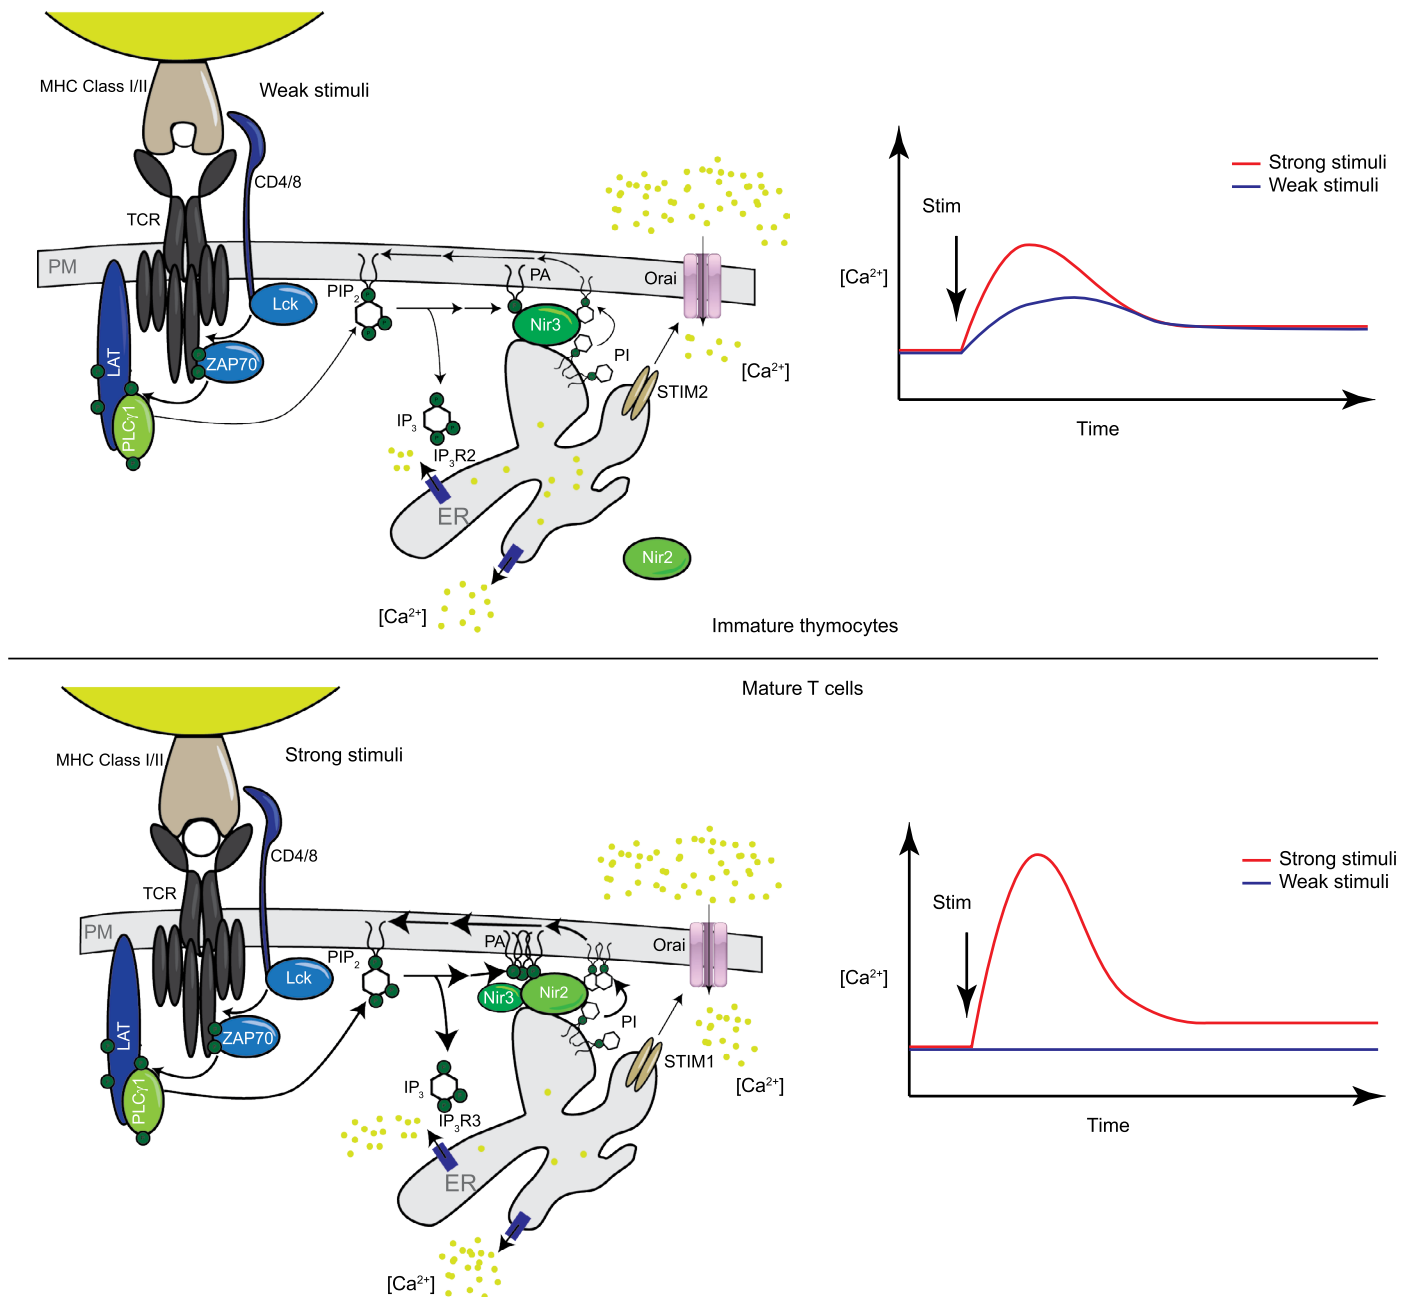 MHC Class I/II
Weak stimuli
CD4/8
TCR
PM
LAT
Lck
ZAP70
PLCγ1
PIP2
PA
Nir3
PI
Orai
STIM2
[Ca2+]
IP3
IP3R2
ER
Nir2
[Ca2+]
Immature thymocytes
Strong stimuli
Weak stimuli
Stim
[Ca2+]
Time
Mature T cells
MHC Class I/II
Strong stimuli
CD4/8
TCR
PM
LAT
Lck
ZAP70
PLCγ1
PIP2
PA
Nir3
Nir2
PI
Orai
STIM1
[Ca2+]
IP3
IP3R3
ER
[Ca2+]
Strong stimuli
Weak stimuli
Stim
[Ca2+]
Time